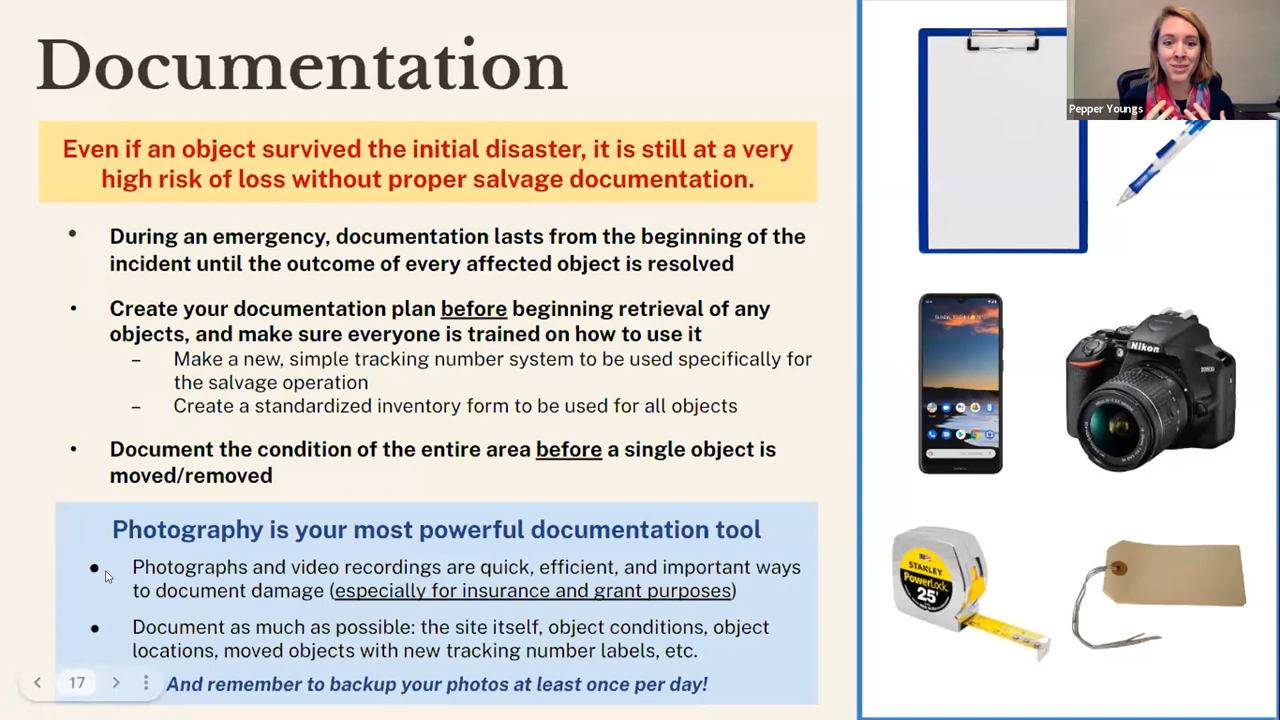 Documentation
Even if an object survived the initial disaster, it is still at a very
high risk of loss without proper salvage documentation.
• During an emergency, documentation lasts from the beginning of the
incident until the outcome of every affected object is resolved
• Create your documentation plan before beginning retrieval of any
objects, and make sure everyone is trained on how to use it
– Make a new, simple tracking number system to be used specifically for
the salvage operation
– Create a standardized inventory form to be used for all objects
• Document the condition of the entire area before a single object is
moved/removed
Photography is your most powerful documentation tool
● Photographs and video recordings are quick, efficient, and important ways
to document damage (especially for insurance and grant purposes)
● Document as much as possible: the site itself, object conditions, object
locations, moved objects with new tracking number labels, etc.
And remember to backup your photos at least once per day!
17
Pepper Youngs
Nikon
STANLEY
PowerLock
25'